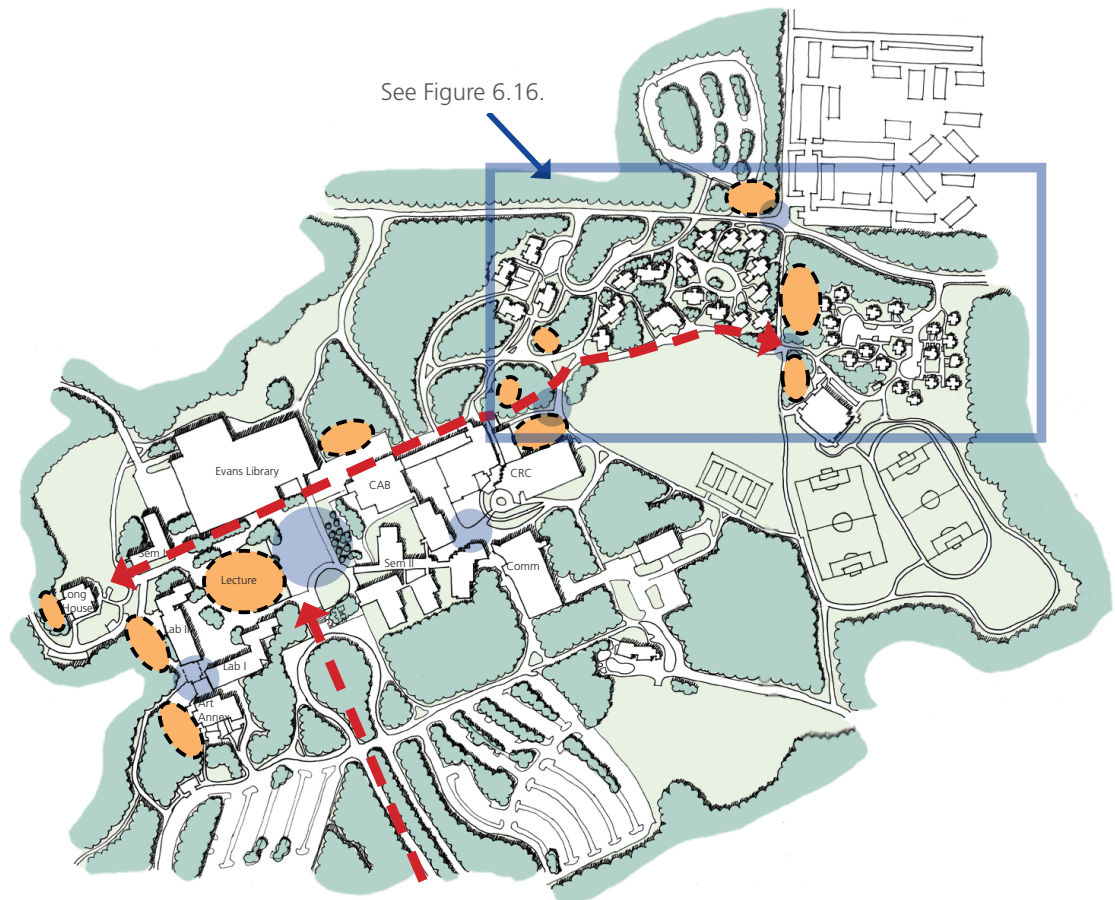 See Figure 6.16.
Evans Library
CAB
CRC
Sem I
Lecture
Sem II
Comm
Long
House
Lab II
Lab I
Art
Annex